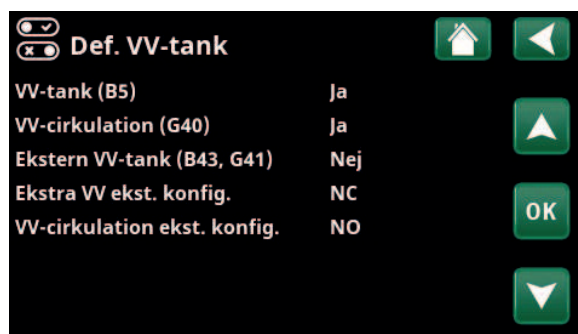 Def. VV-tank
VV-tank (B5) Ja
VV-cirkulation (G40) Ja
Ekstern VV-tank (B43, G41) Nej
Ekstra VV ekst. konfig. NC
VV-cirkulation ekst. konfig. NO
OK